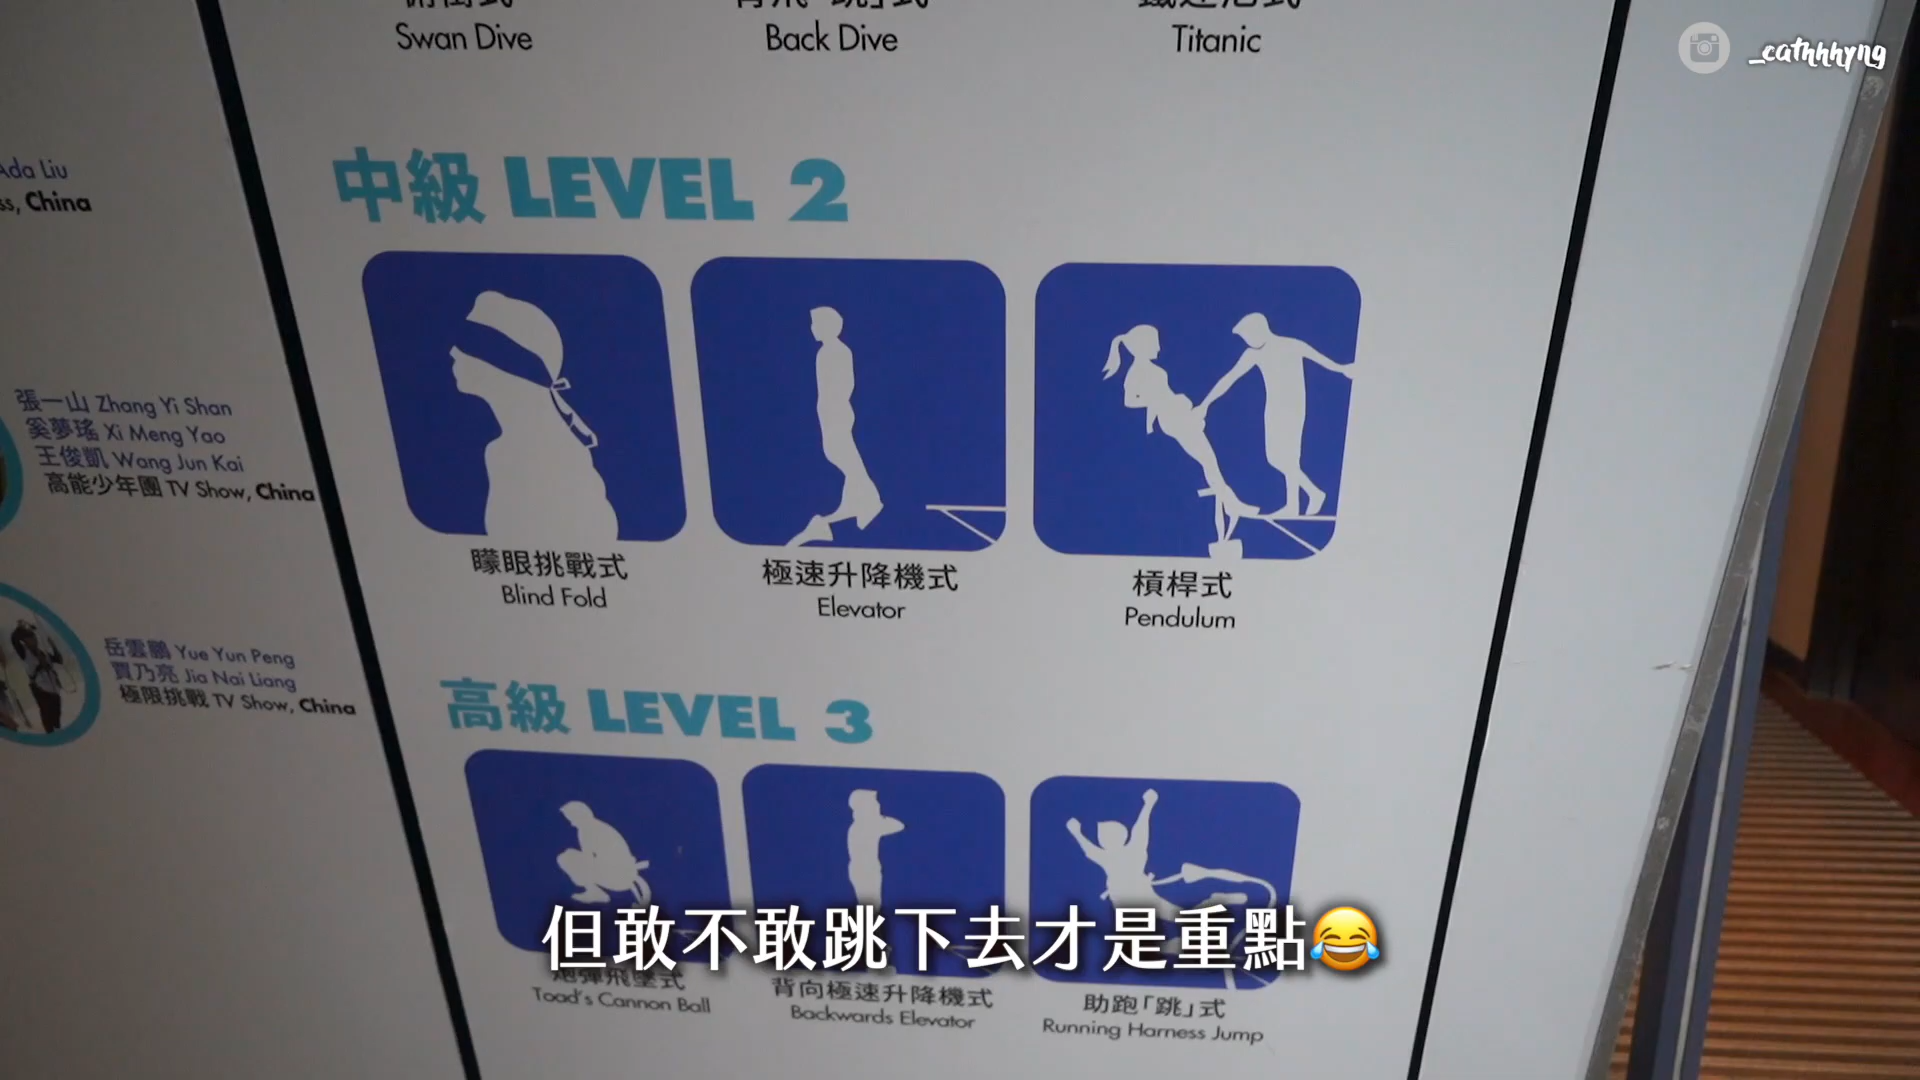 Swan Dive
Back Dive
Titanic
_cathhhyng
Ada Liu
China
中級 LEVEL 2
矇眼挑戰式
Blind Fold
極速升降機式
Elevator
槓桿式
Pendulum
張一山 Zhang Yi Shan
奚夢瑤 Xi Meng Yao
王俊凱 Wang Jun Kai
高能少年團 TV Show, China
岳雲鵬 Yue Yun Peng
賈乃亮 Jia Nai Liang
極限挑戰 TV Show, China
高級 LEVEL 3
但敢不敢跳下去才是重點😂
Toad's Cannon Ball
背向極速升降機式
Backwards Elevator
助跑「跳」式
Running Harness Jump